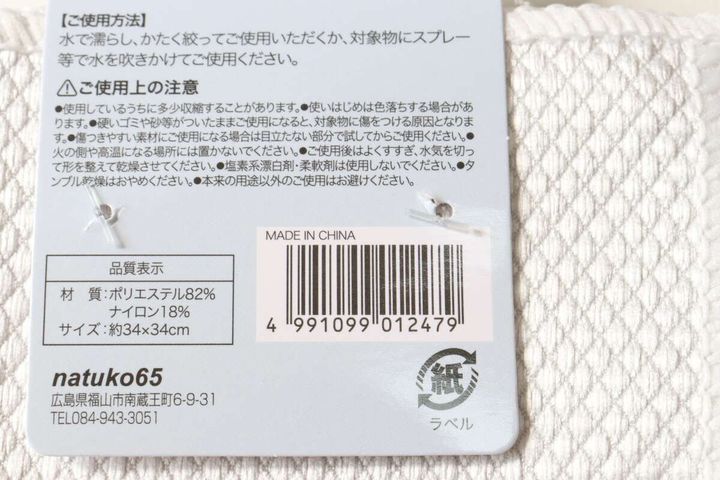 【ご使用方法】
水で濡らし、かたく絞ってご使用いただくか、対象物にスプレー
等で水を吹きかけてご使用ください。
⚠ご使用上の注意
●使用しているうちに多少収縮することがあります。●使いはじめは色落ちする場合があ
ります。●硬いゴミや砂等がついたままご使用になると、対象物に傷をつける原因となりま
す。●傷つきやすい素材にご使用になる場合は目立たない部分で試してからご使用ください。●
火の側や高温になる場所には置かないでください。●ご使用後はよくすすぎ、水気を切っ
て形を整えて乾燥させてください。●塩素系漂白剤・柔軟剤は使用しないでください。●タ
ンブル乾燥はおやめください。●本来の用途以外のご使用はお避けください。
MADE IN CHINA
4 991099 012479
品質表示
材 質：ポリエステル82%
ナイロン18%
サイズ：約34×34cm
natuko65
広島県福山市南蔵王町6-9-31
TEL084-943-3051
紙
ラベル